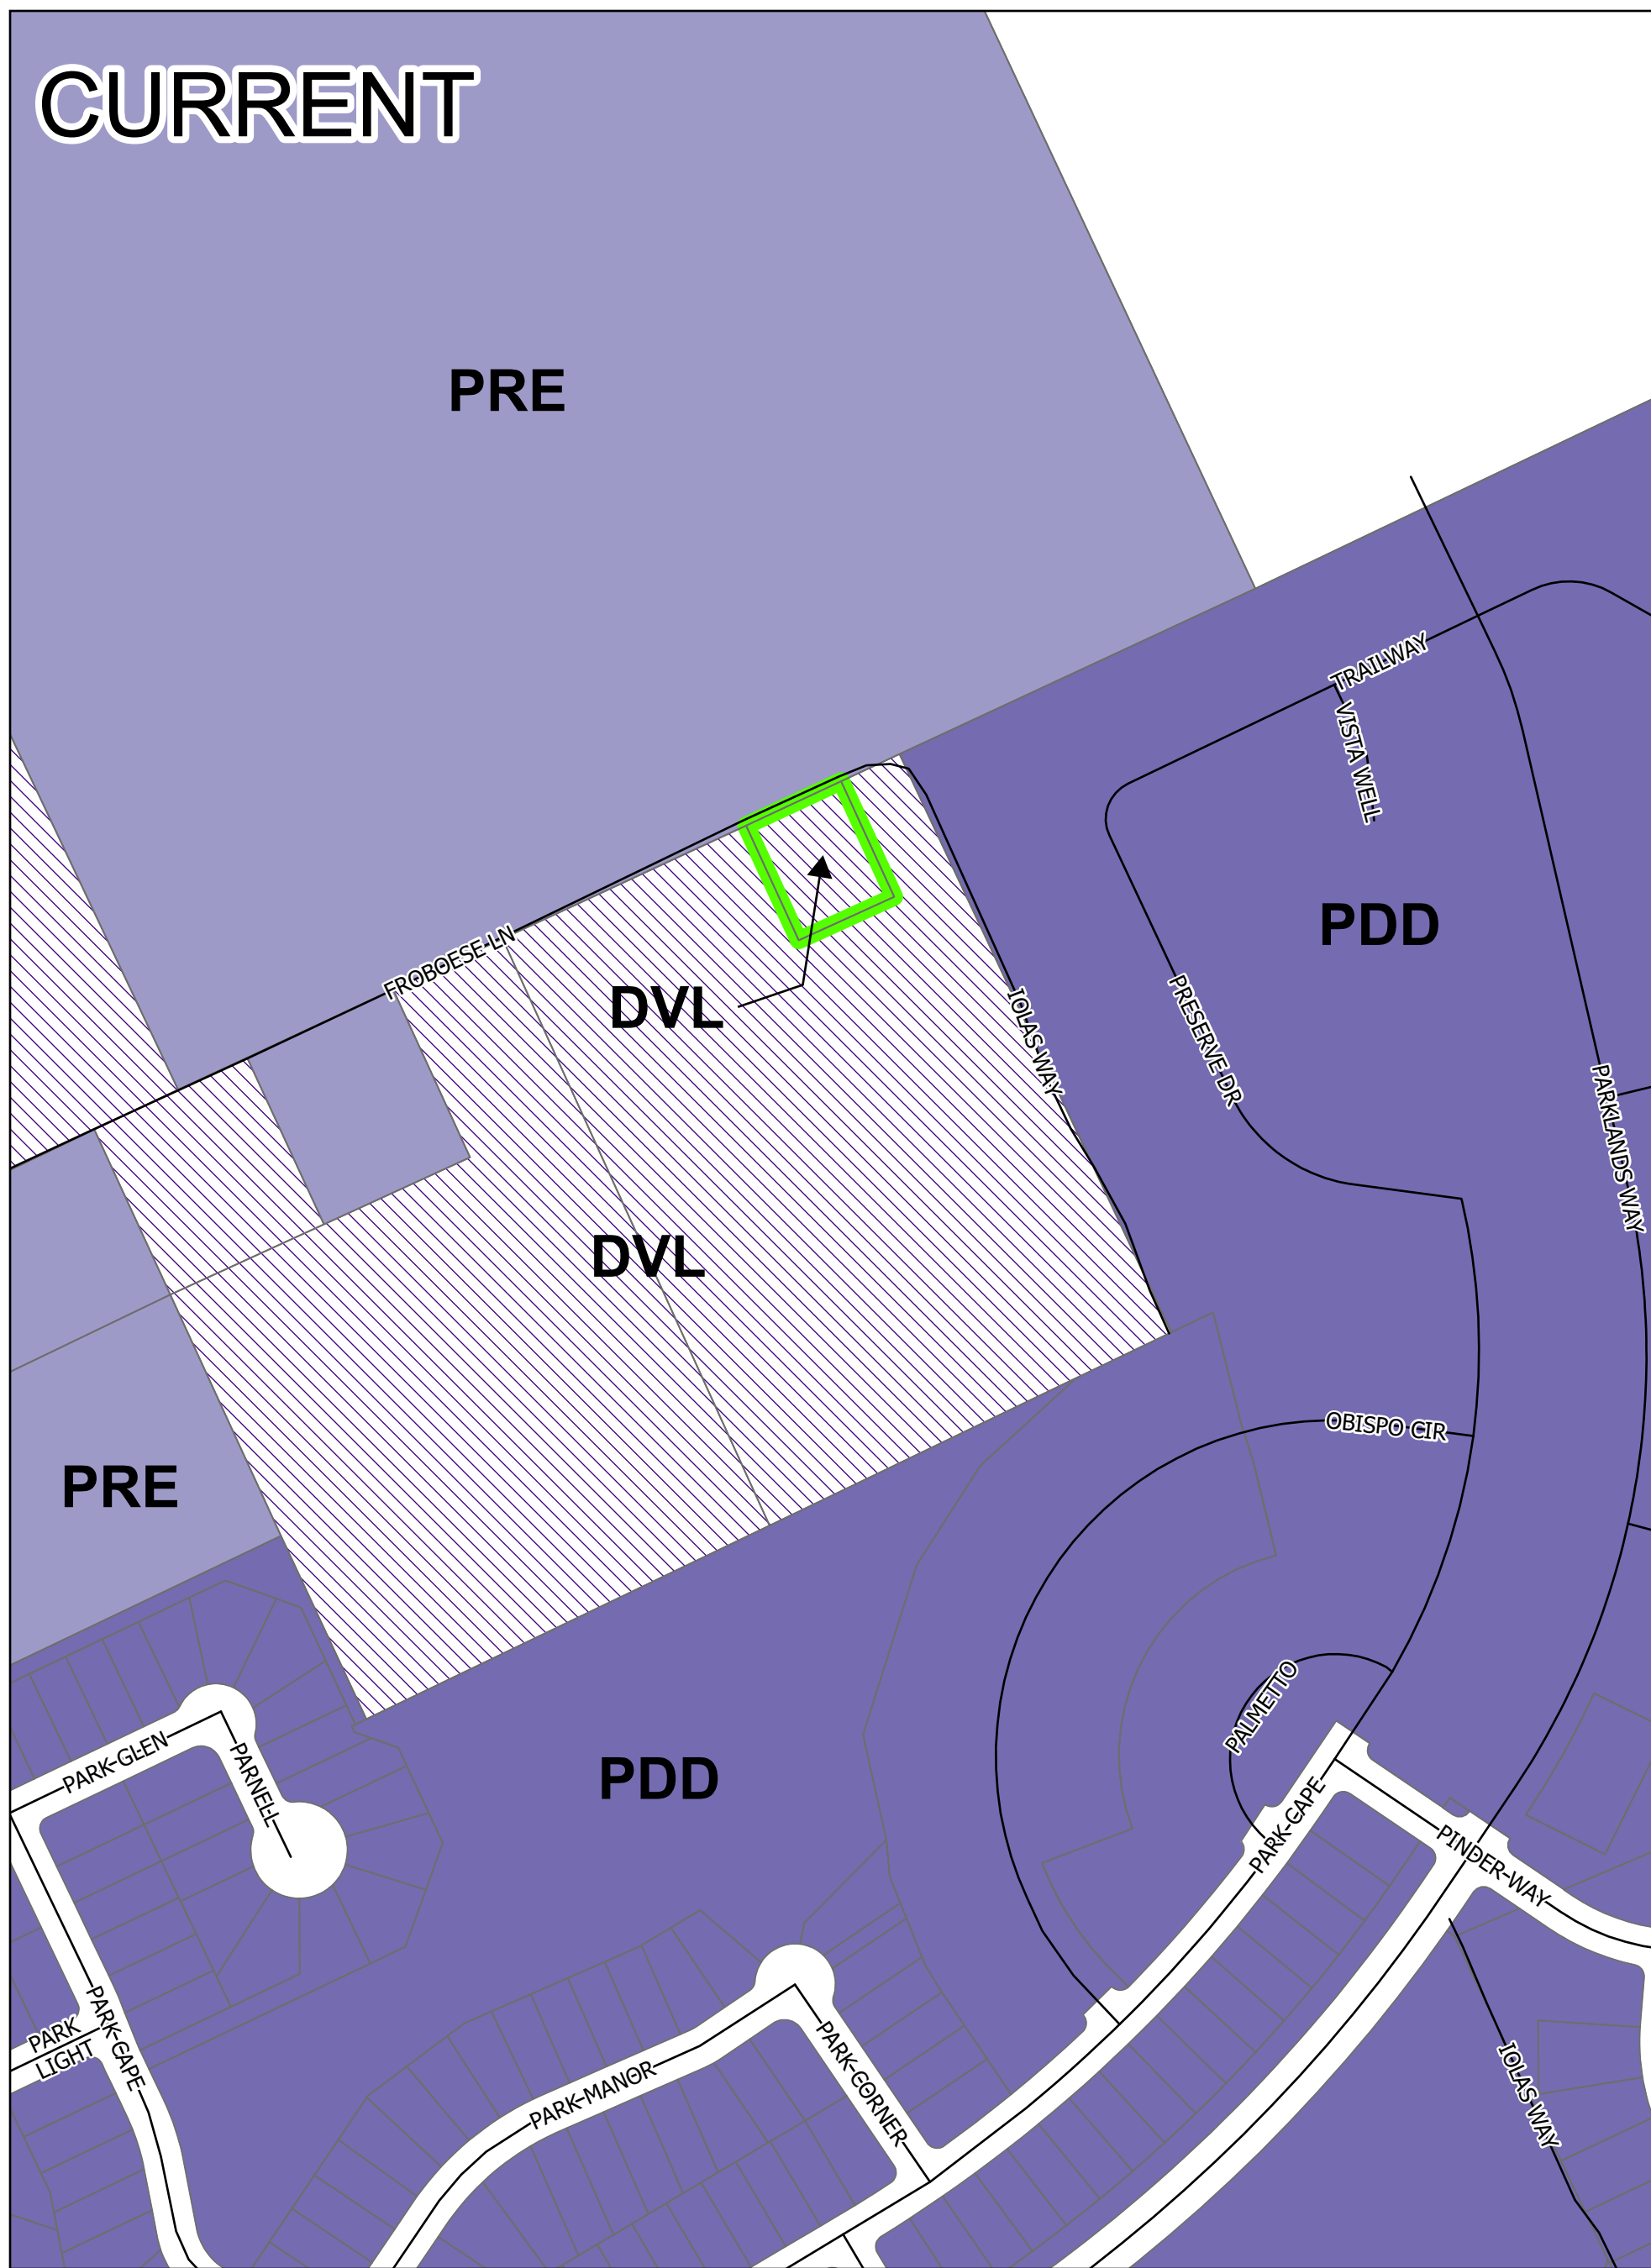 CURRENT
PRE
TRAILWAY
VISTA WELL
PDD
FROBOESE LN
DVL
IOLAS WAY
PRESERVE DR
PARKLANDS WAY
DVL
OBISPO CIR
PRE
PALMETTO
PARK GLEN
PARNELL
PDD
PARK CAPE
PINDER WAY
PARK
LIGHT
PARK CAPE
PARK MANOR
PARK CORNER
IOLAS WAY